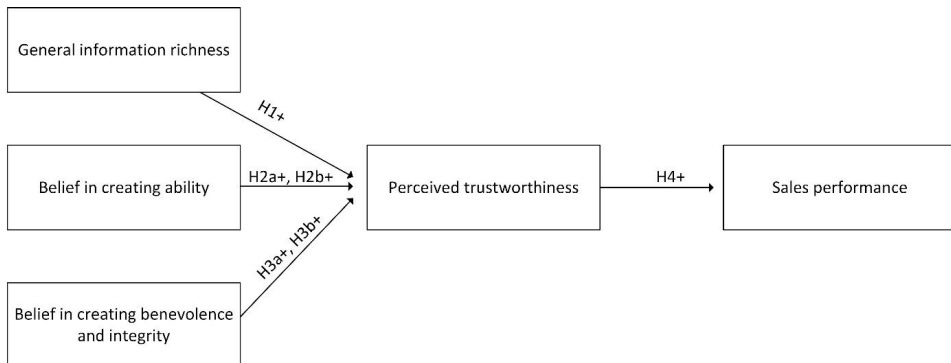 General information richness
H1+
Belief in creating ability
H2a+, H2b+
Perceived trustworthiness
H4+
Sales performance
H3a+, H3b+
Belief in creating benevolence
and integrity